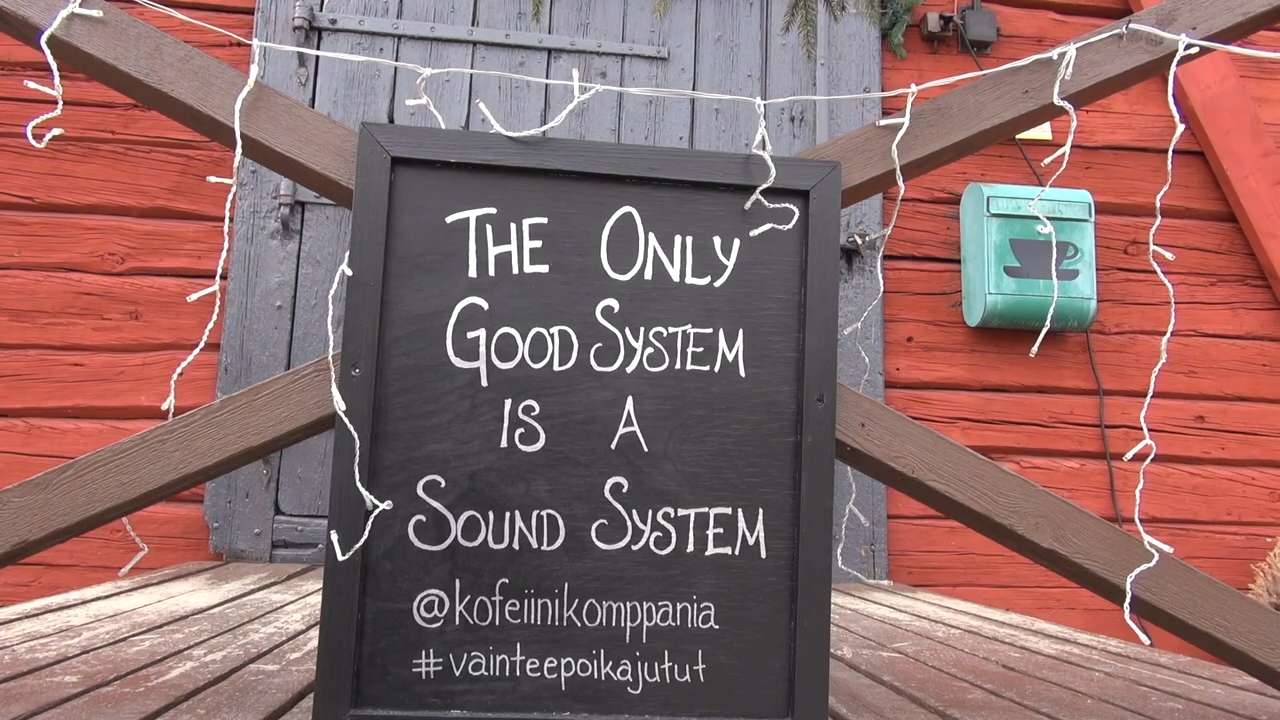 THE ONLY
GOOD SYSTEM
IS A
SOUND SYSTEM
@kofeiinikomppania
#vainteepoikajutut